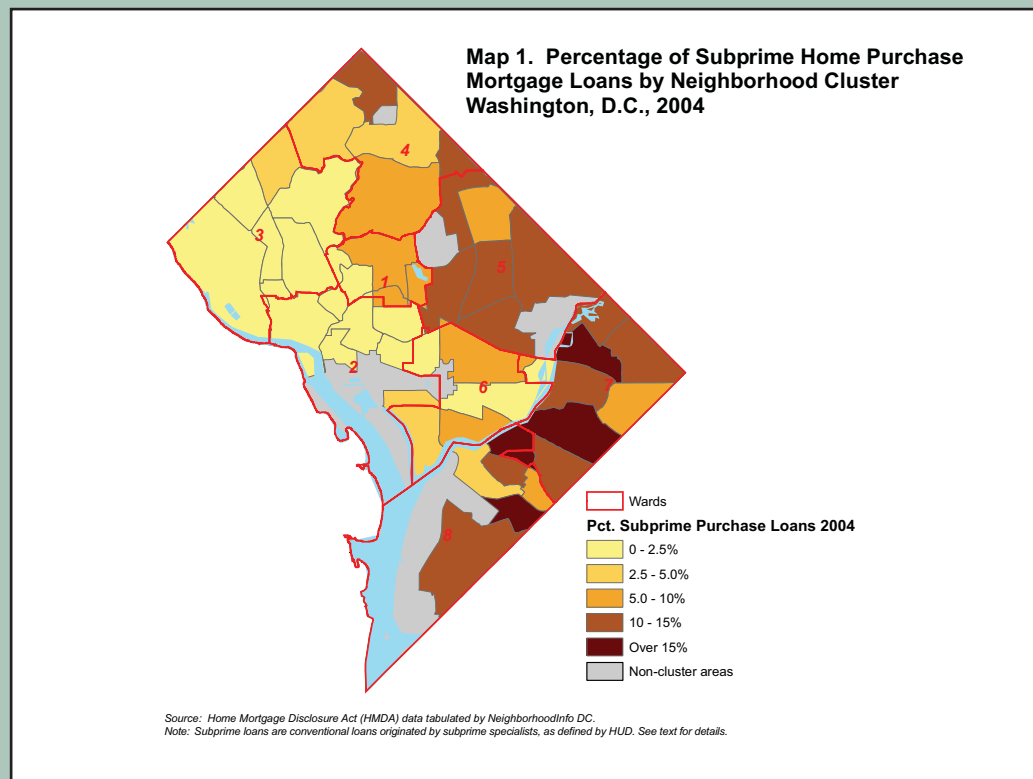 Map 1.  Percentage of Subprime Home Purchase
Mortgage Loans by Neighborhood Cluster
Washington, D.C., 2004
4
3
5
1
2
6
7
8
Wards
Pct. Subprime Purchase Loans 2004
0 - 2.5%
2.5 - 5.0%
5.0 - 10%
10 - 15%
Over 15%
Non-cluster areas
Source:  Home Mortgage Disclosure Act (HMDA) data tabulated by NeighborhoodInfo DC.
Note:  Subprime loans are conventional loans originated by subprime specialists, as defined by HUD. See text for details.